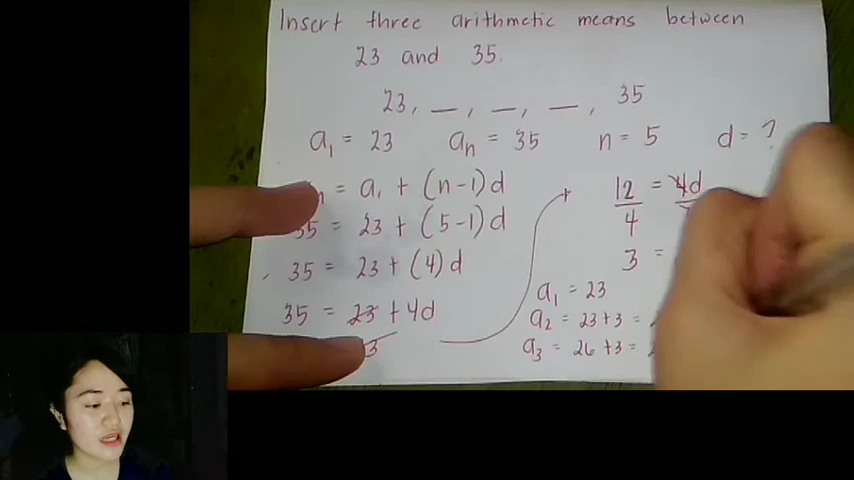 Insert three arithmetic means between
23 and 35.
23, __, __, __, 35
a₁ = 23 aₙ = 35 n = 5 d = ?
ₙ = a₁ + (n-1)d
35 = 23 + (5-1)d
35 = 23 + (4)d
35 = 23 + 4d
3
12 = 4d
4
3 =
a₁ = 23
a₂ = 23+3 =
a₃ = 26+3 =